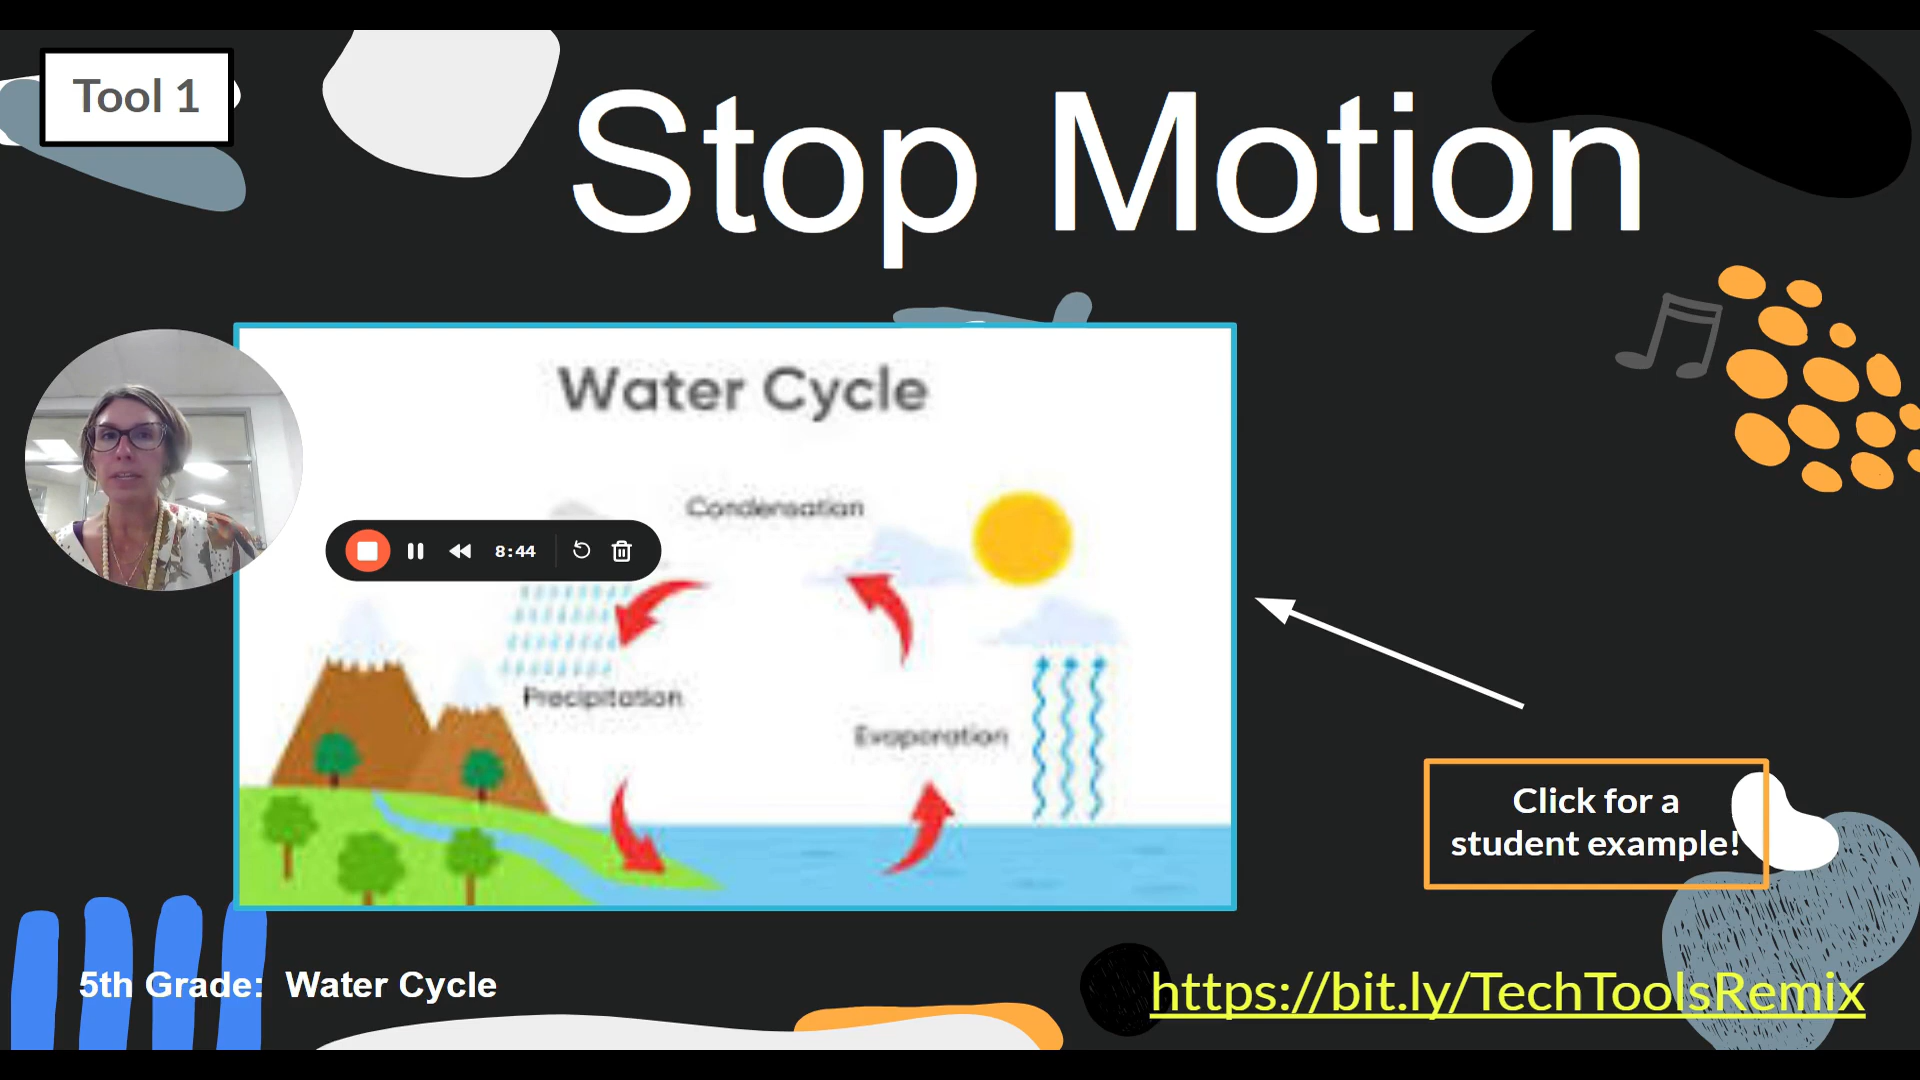 Tool 1
Stop Motion
Water Cycle
Condensation
8:44
Precipitation
Evaporation
Click for a
student example!
5th Grade:  Water Cycle
https://bit.ly/TechToolsRemix